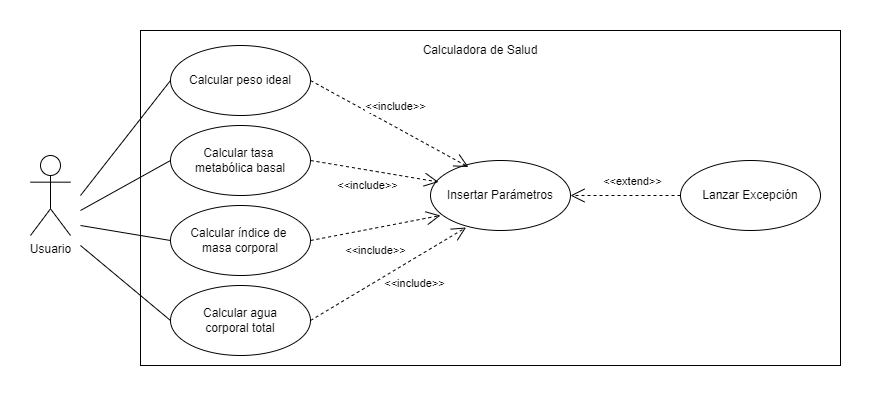 Calculadora de Salud
Calcular peso ideal
<<include>>
Calcular tasa
metabólica basal
<<include>>
Insertar Parámetros
<<extend>>
Lanzar Excepción
Calcular índice de
masa corporal
<<include>>
Usuario
Calcular agua
corporal total
<<include>>